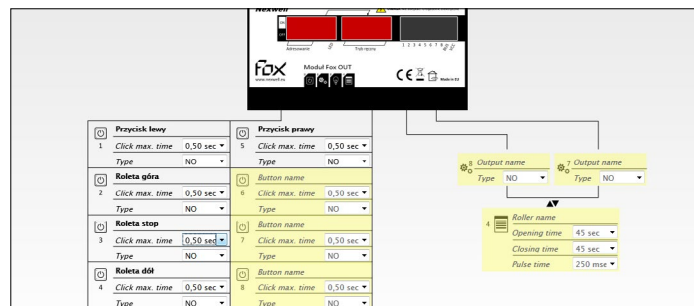 Nexwell
ON
OFF
Adresowanie
LED
Tryb ręczny
1 2 3 4 5 6 7 8
BUS
VCC
FOX
www.nexwell.eu
Moduł Fox OUT
CE
Made in EU
Przycisk lewy
1 Click max. time 0,50 sec
Type NO
Roleta góra
2 Click max. time 0,50 sec
Type NO
Roleta stop
3 Click max. time 0,50 sec
Type NO
Roleta dół
4 Click max. time 0,50 sec
Type NO
Przycisk prawy
5 Click max. time 0,50 sec
Type NO
Button name
6 Click max. time 0,50 sec
Type NO
Button name
7 Click max. time 0,50 sec
Type NO
Button name
8 Click max. time 0,50 sec
Type NO
8 Output name
Type NO
7 Output name
Type NO
4 Roller name
Opening time 45 sec
Closing time 45 sec
Pulse time 250 mse